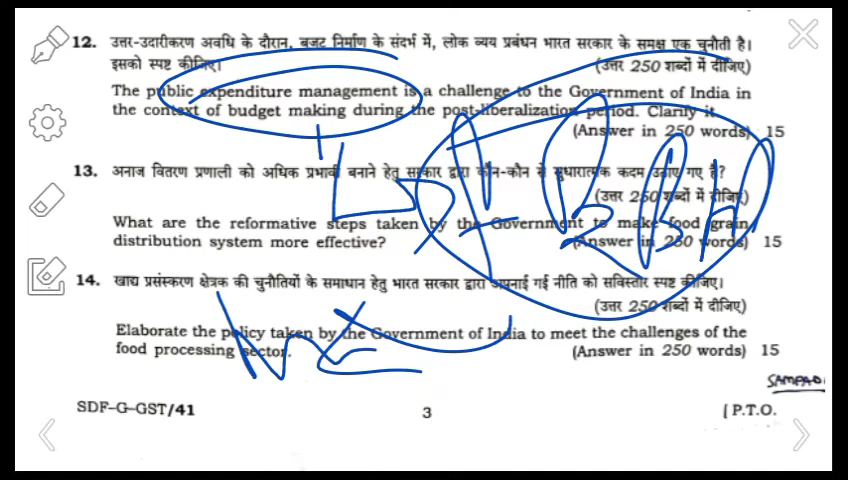 12. उत्तर-उदारीकरण अवधि के दौरान, बजट निर्माण के संदर्भ में, लोक व्यय प्रबंधन भारत सरकार के समक्ष एक चुनौती है।
इसको स्पष्ट कीजिए। (उत्तर 250 शब्दों में दीजिए)
The public expenditure management is a challenge to the Government of India in
the context of budget making during the post-liberalization period. Clarify it.
(Answer in 250 words) 15
13. अनाज वितरण प्रणाली को अधिक प्रभावी बनाने हेतु सरकार द्वारा कौन-कौन से सुधारात्मक कदम उठाए गए हैं?
(उत्तर 250 शब्दों में दीजिए)
What are the reformative steps taken by the Government to make food grain
distribution system more effective? (Answer in 250 words) 15
14. खाद्य प्रसंस्करण क्षेत्रक की चुनौतियों के समाधान हेतु भारत सरकार द्वारा अपनाई गई नीति को सविस्तार स्पष्ट कीजिए।
(उत्तर 250 शब्दों में दीजिए)
Elaborate the policy taken by the Government of India to meet the challenges of the
food processing sector. (Answer in 250 words) 15
SDF-G-GST/41 3 [ P.T.O.